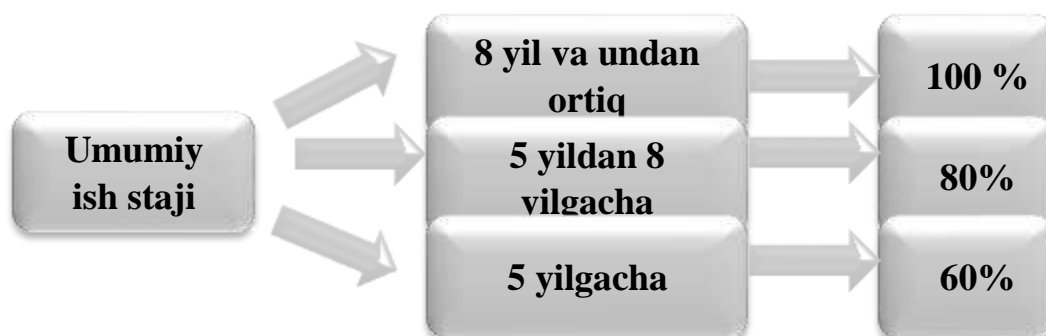 Umumiy
ish staji
8 yil va undan
ortiq
100 %
5 yildan 8
yilgacha
80%
5 yilgacha
60%